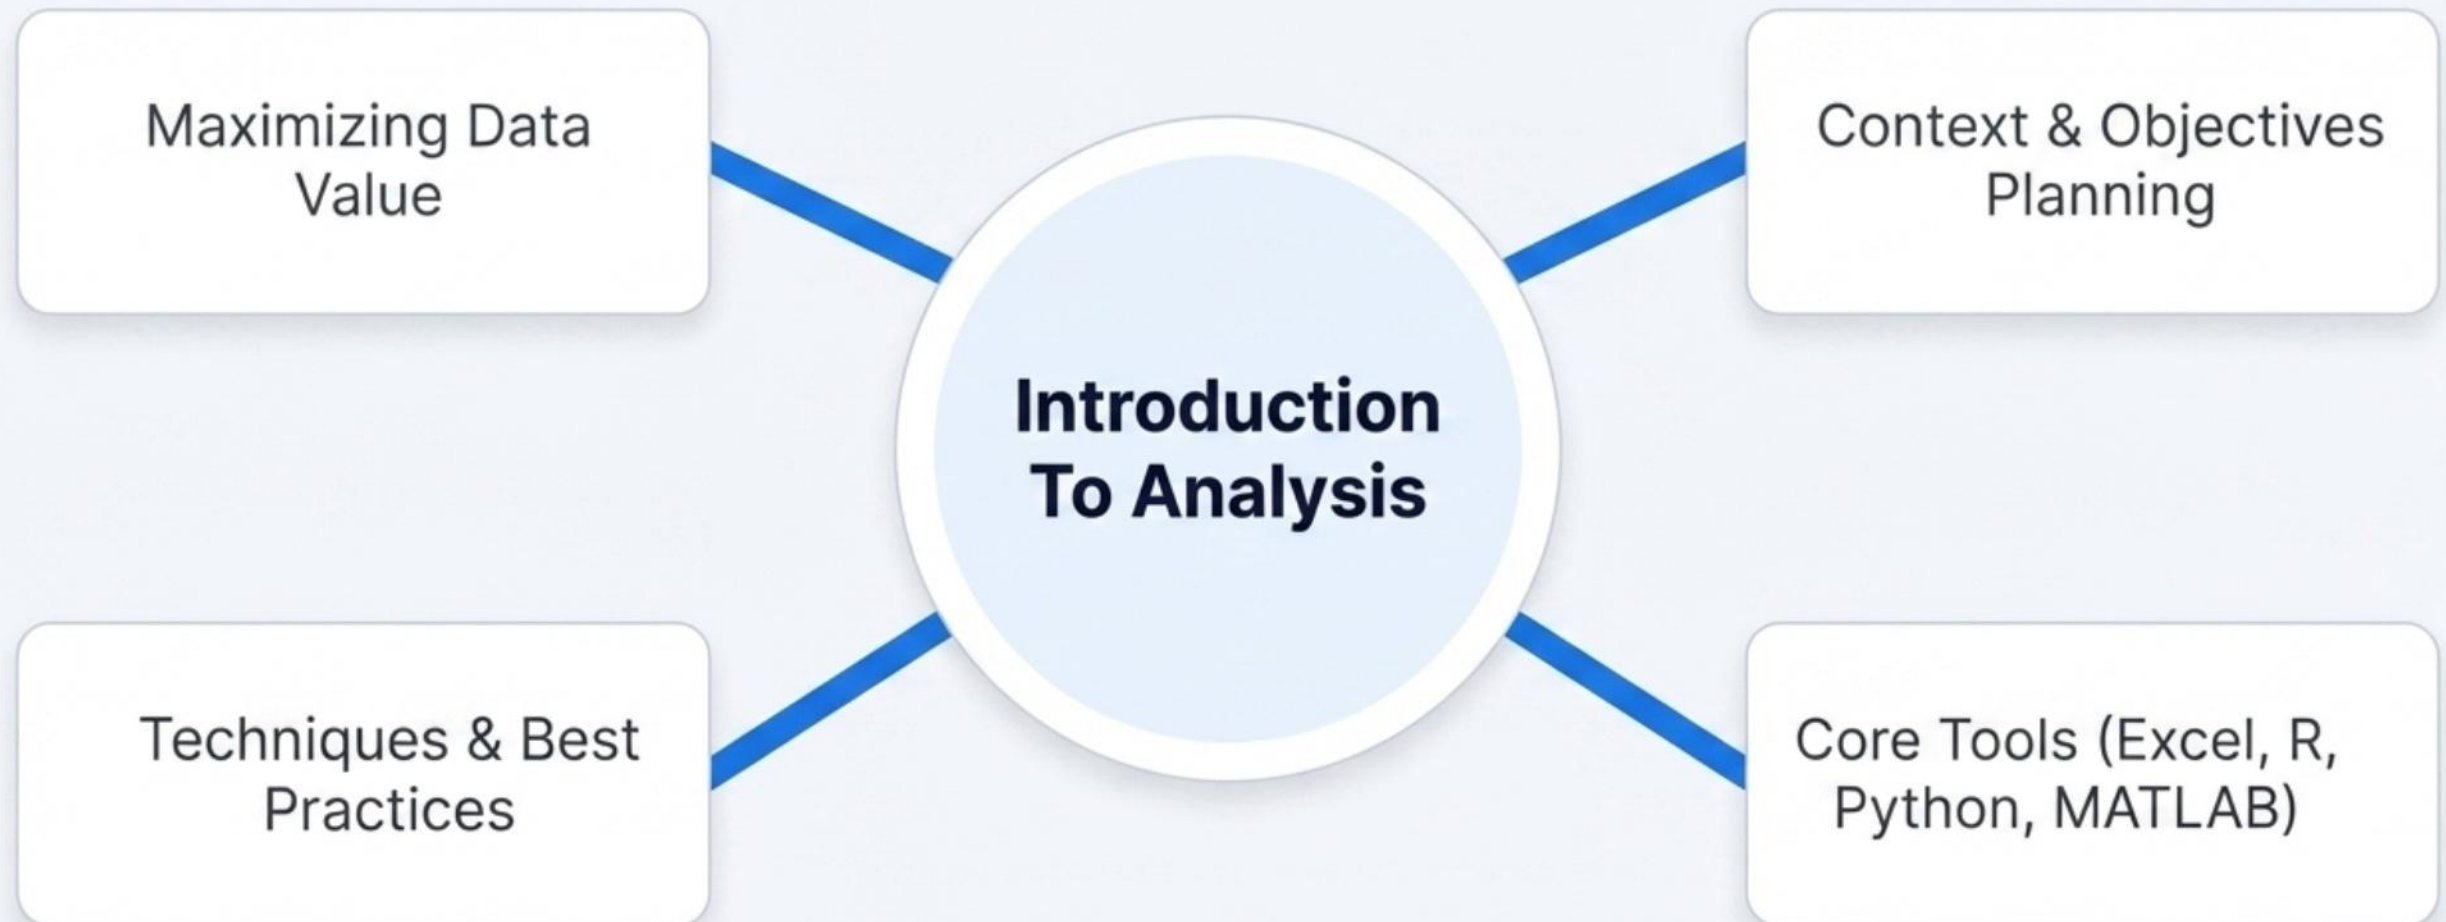 Maximizing Data
Value
Context & Objectives
Planning
Introduction
To Analysis
Techniques & Best
Practices
Core Tools (Excel, R,
Python, MATLAB)